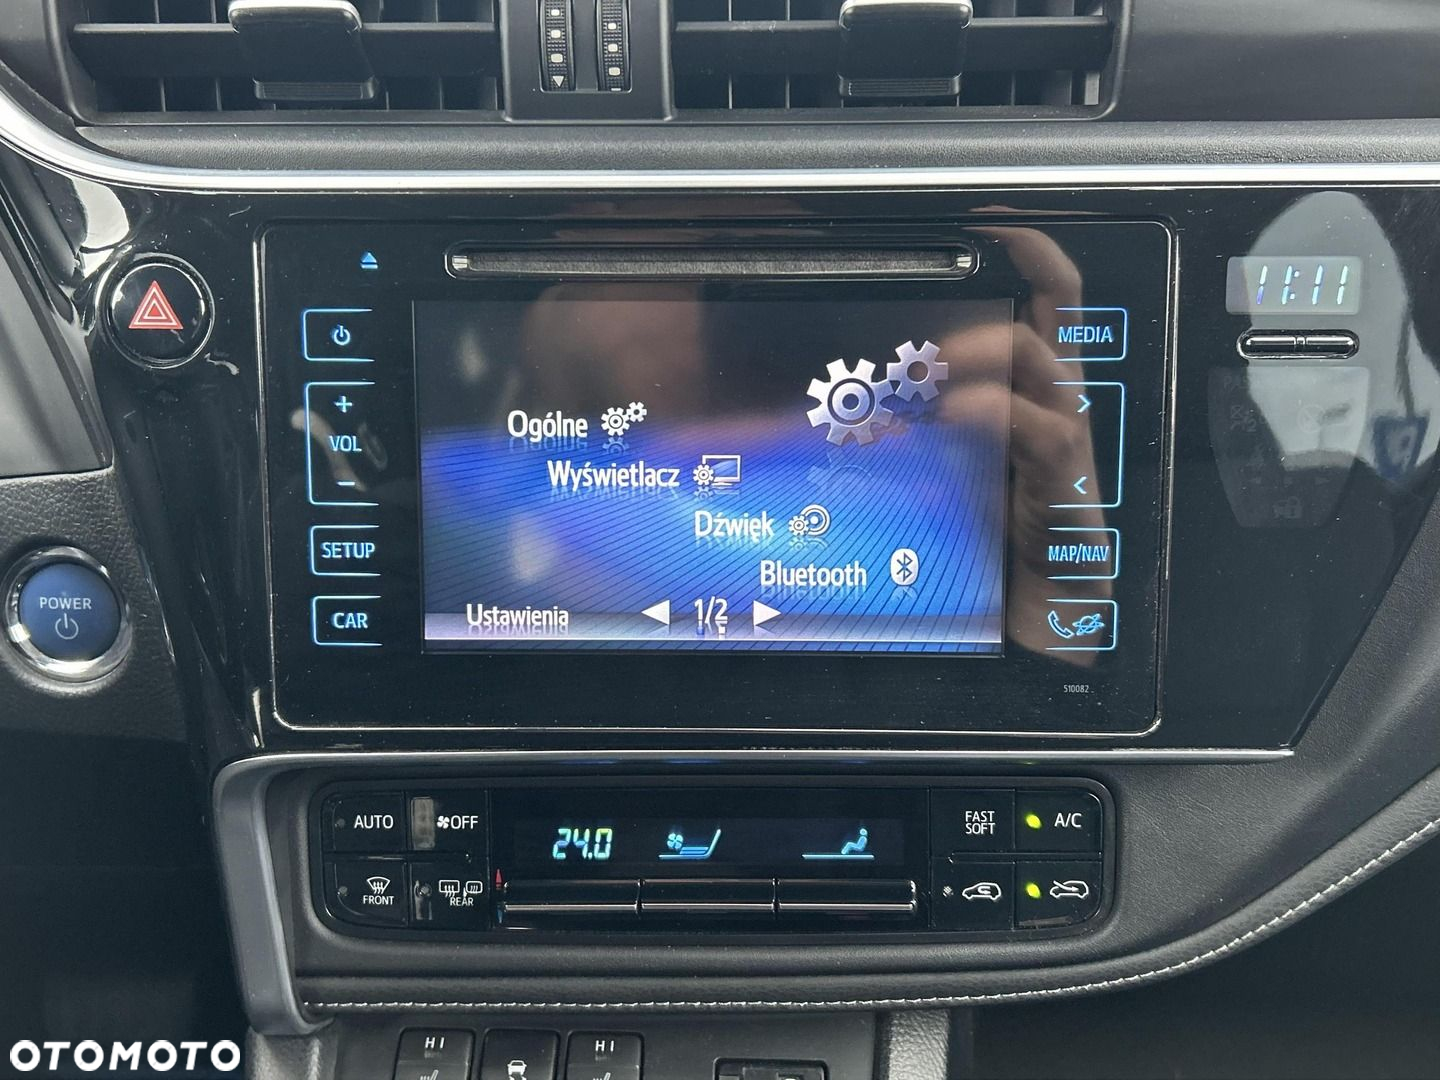 11:11
MEDIA
+
VOL
-
SETUP
CAR
POWER
Ogólne
Wyświetlacz
Dźwięk
Bluetooth
Ustawienia
1/2
>
<
MAP/NAV
510082
AUTO
OFF
FRONT
REAR
24.0
FAST
SOFT
A/C
HI
HI
OTOMOTO